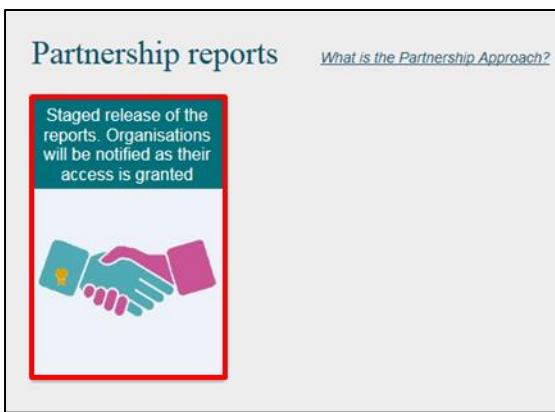 Partnership reports
What is the Partnership Approach?
Staged release of the
reports. Organisations
will be notified as their
access is granted